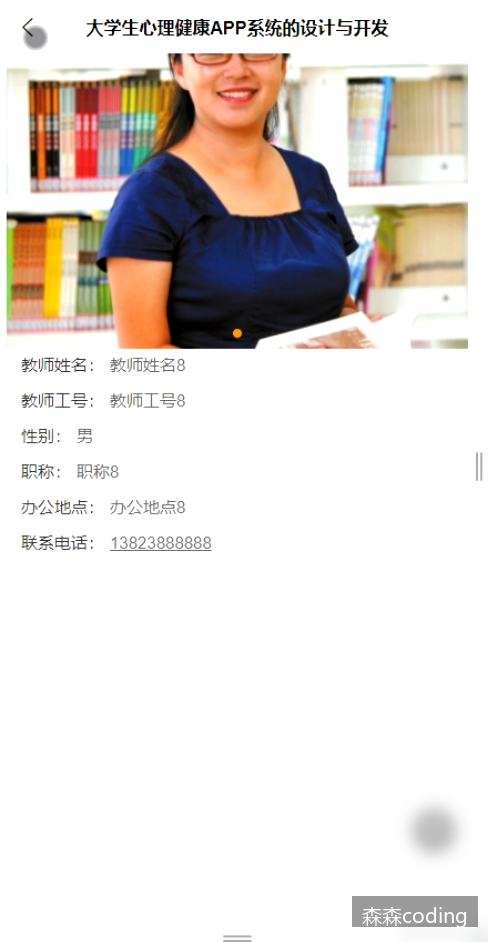 大学生心理健康APP系统的设计与开发
教师姓名： 教师姓名8
教师工号： 教师工号8
性别： 男
职称： 职称8
办公地点： 办公地点8
联系电话： 13823888888
森森coding